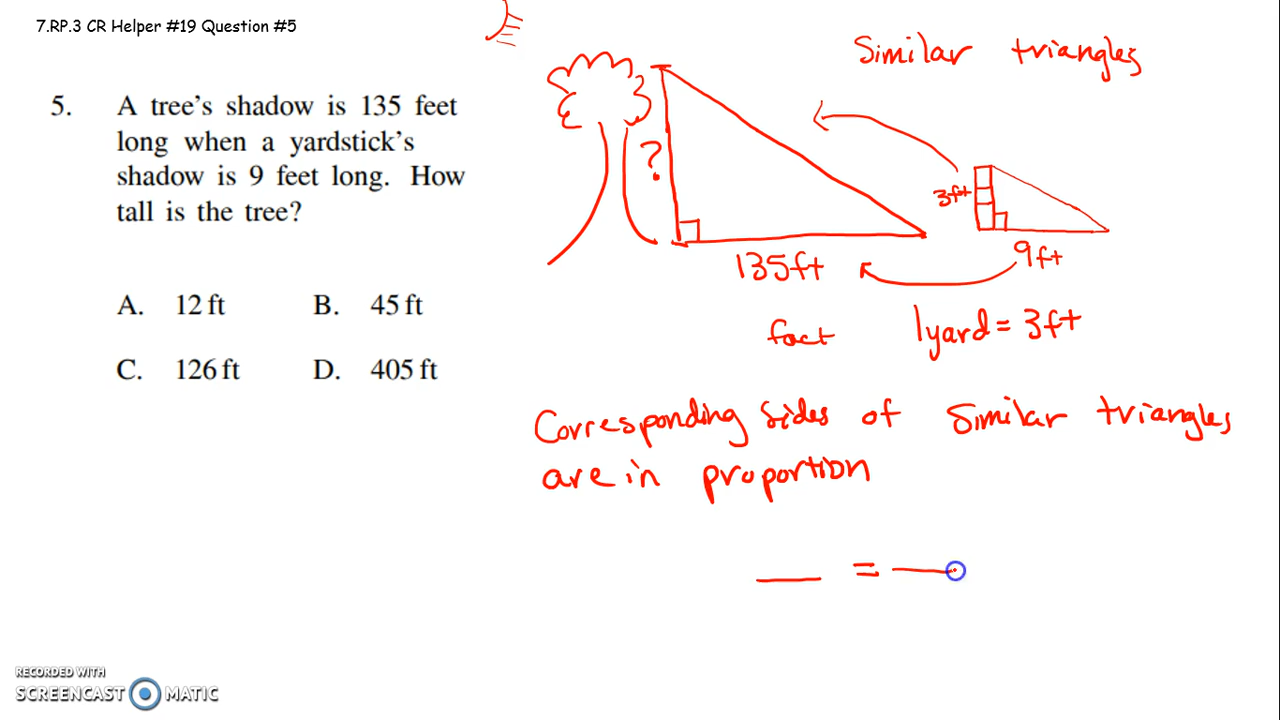 7.RP.3 CR Helper #19 Question #5
5. A tree's shadow is 135 feet
long when a yardstick's
shadow is 9 feet long. How
tall is the tree?
A. 12 ft B. 45 ft
C. 126 ft D. 405 ft
Similar triangles
?
3ft
135ft
9ft
fact 1yard = 3ft
Corresponding sides of similar triangles
are in proportion
=
RECORDED WITH
SCREENCAST MATIC